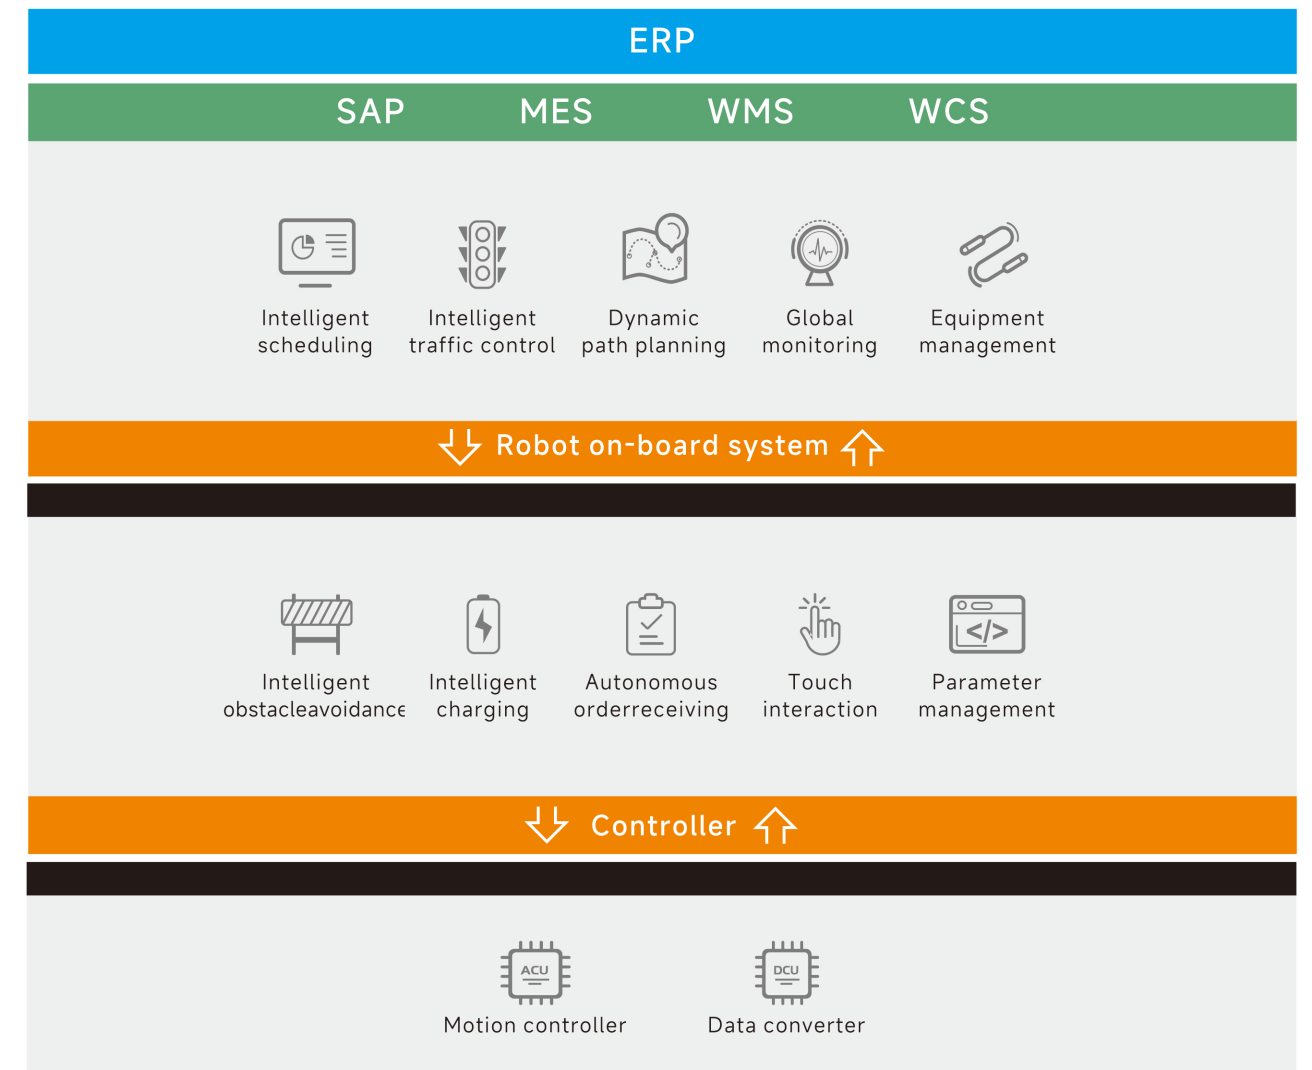 ERP
SAP MES WMS WCS
Intelligent scheduling
Intelligent traffic control
Dynamic path planning
Global monitoring
Equipment management
Robot on-board system
Intelligent obstacleavoidance
Intelligent charging
Autonomous orderreceiving
Touch interaction
</>
Parameter management
Controller
ACU
Motion controller
DCU
Data converter